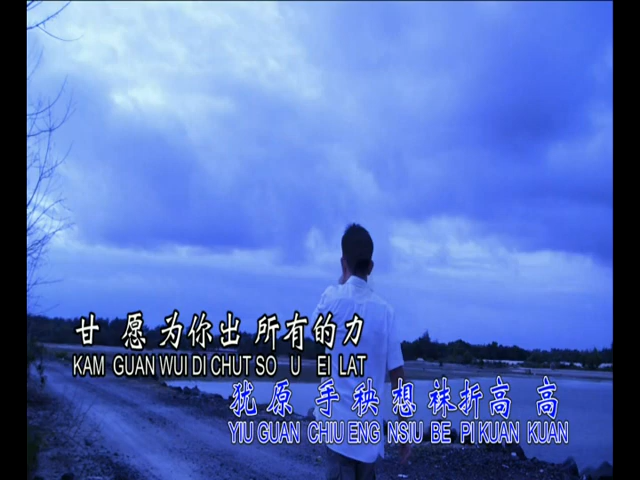 甘 愿 为你出 所有的力
KAM GUAN WUI DI CHUT SO U EI LAT
犹 原 手 秧 想 袜折高 高
YIU GUAN CHIU ENG NSIU BE PI KUAN KUAN